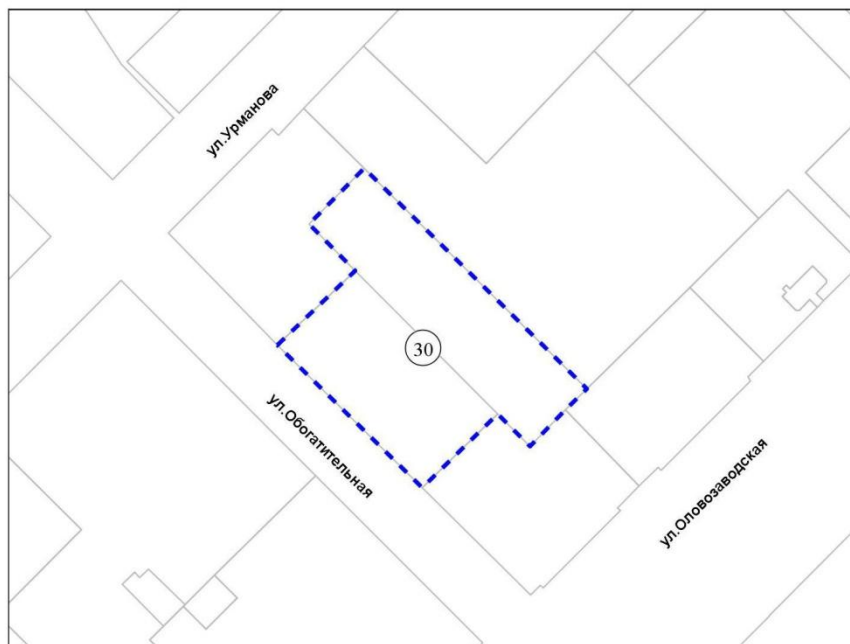 ул.Урманова
30
ул.Обогатительная
ул.Оловозаводская